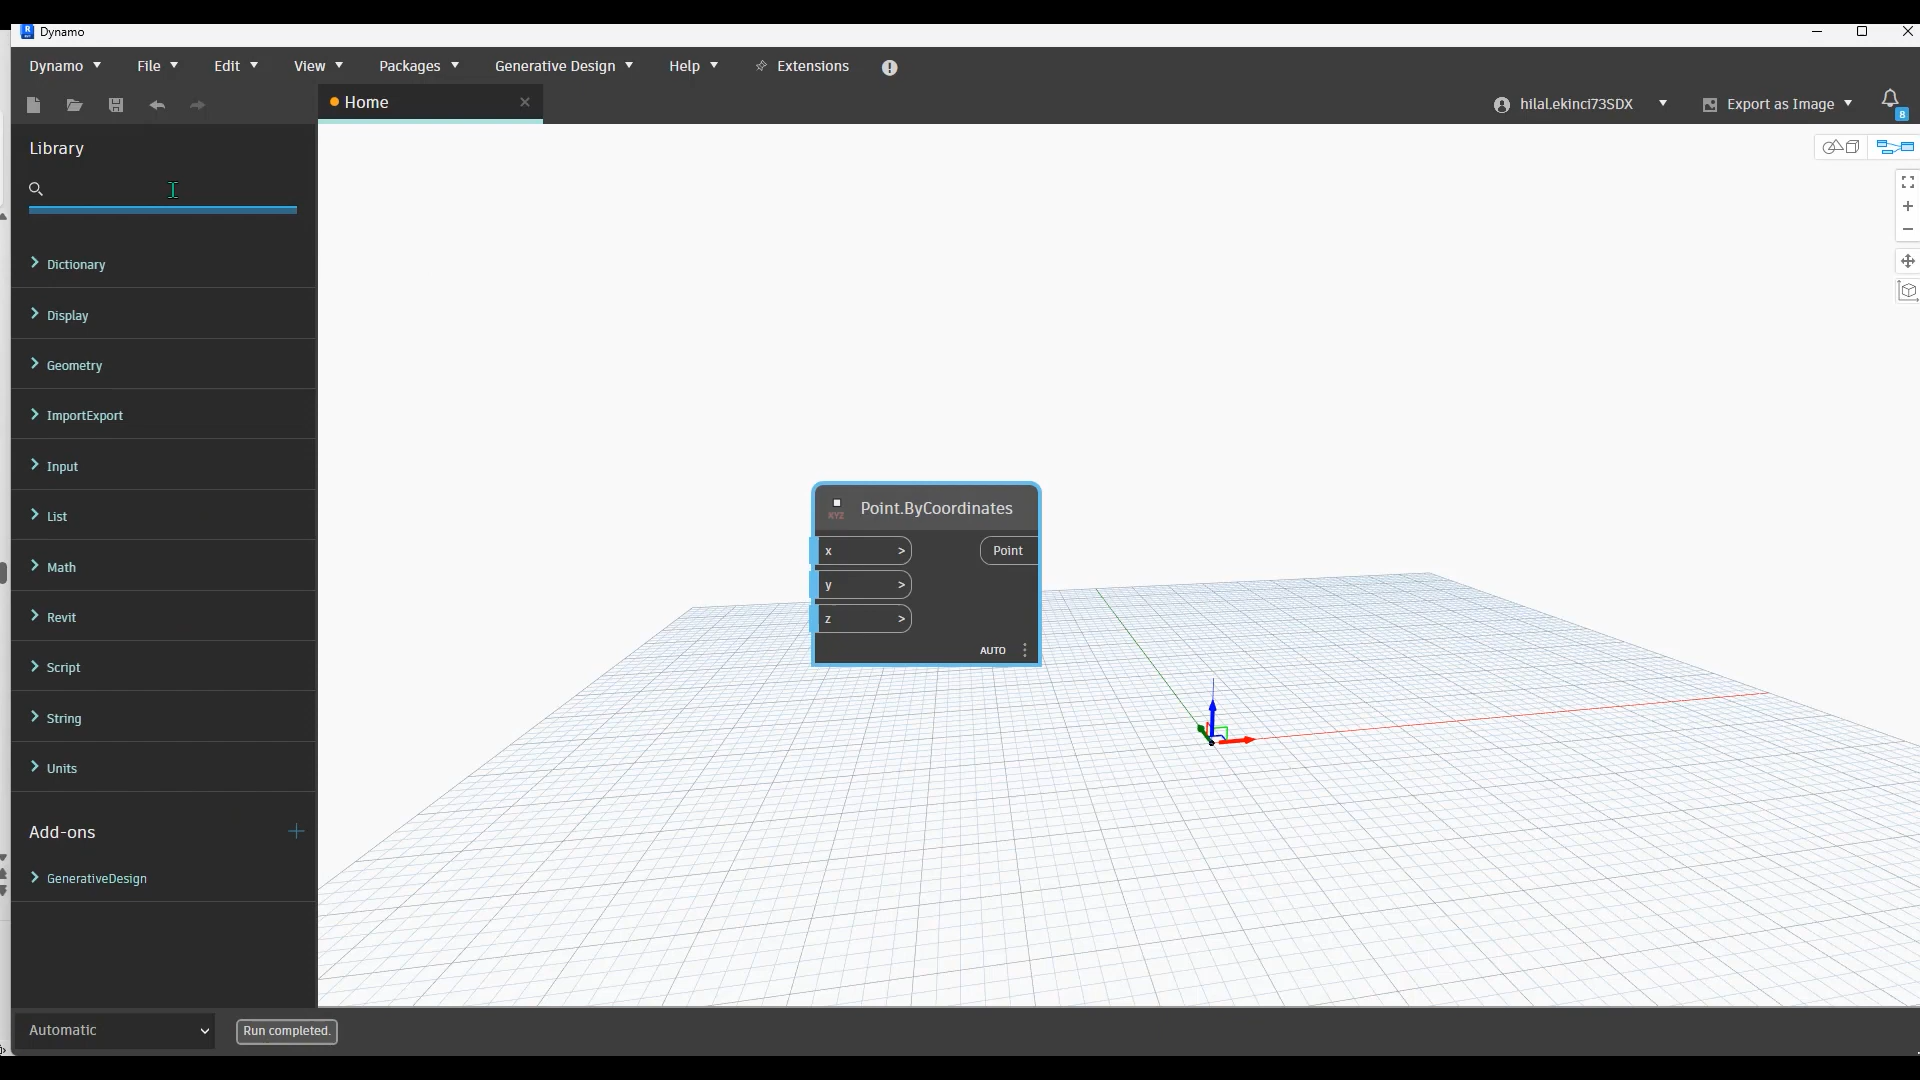 Dynamo
Dynamo File Edit View Packages Generative Design Help Extensions
Home
hilal.ekinci73SDX
Export as Image
8
Library
Dictionary
Display
Geometry
ImportExport
Input
List
Math
Revit
Script
String
Units
Add-ons
GenerativeDesign
XYZ
Point.ByCoordinates
x >
Point
y >
z >
AUTO
Automatic
Run completed.